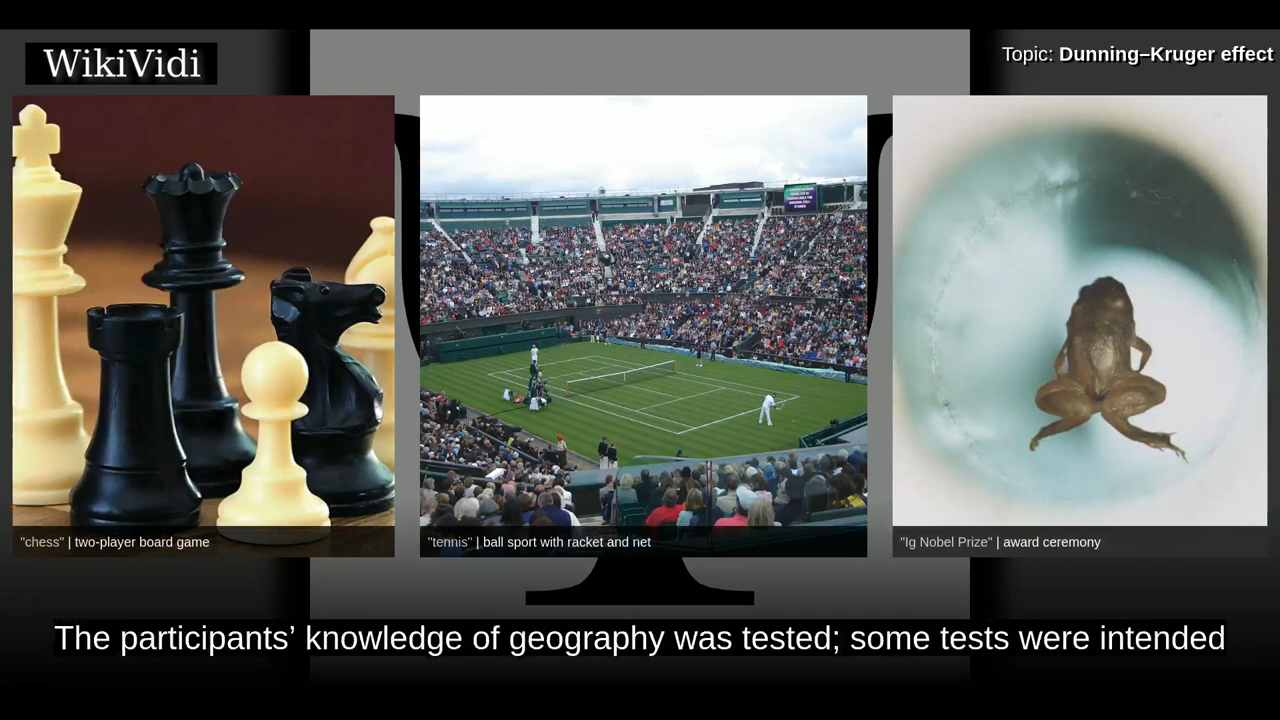 WikiVidi
Topic: Dunning–Kruger effect
"chess" | two-player board game
"tennis" | ball sport with racket and net
"Ig Nobel Prize" | award ceremony
The participants’ knowledge of geography was tested; some tests were intended